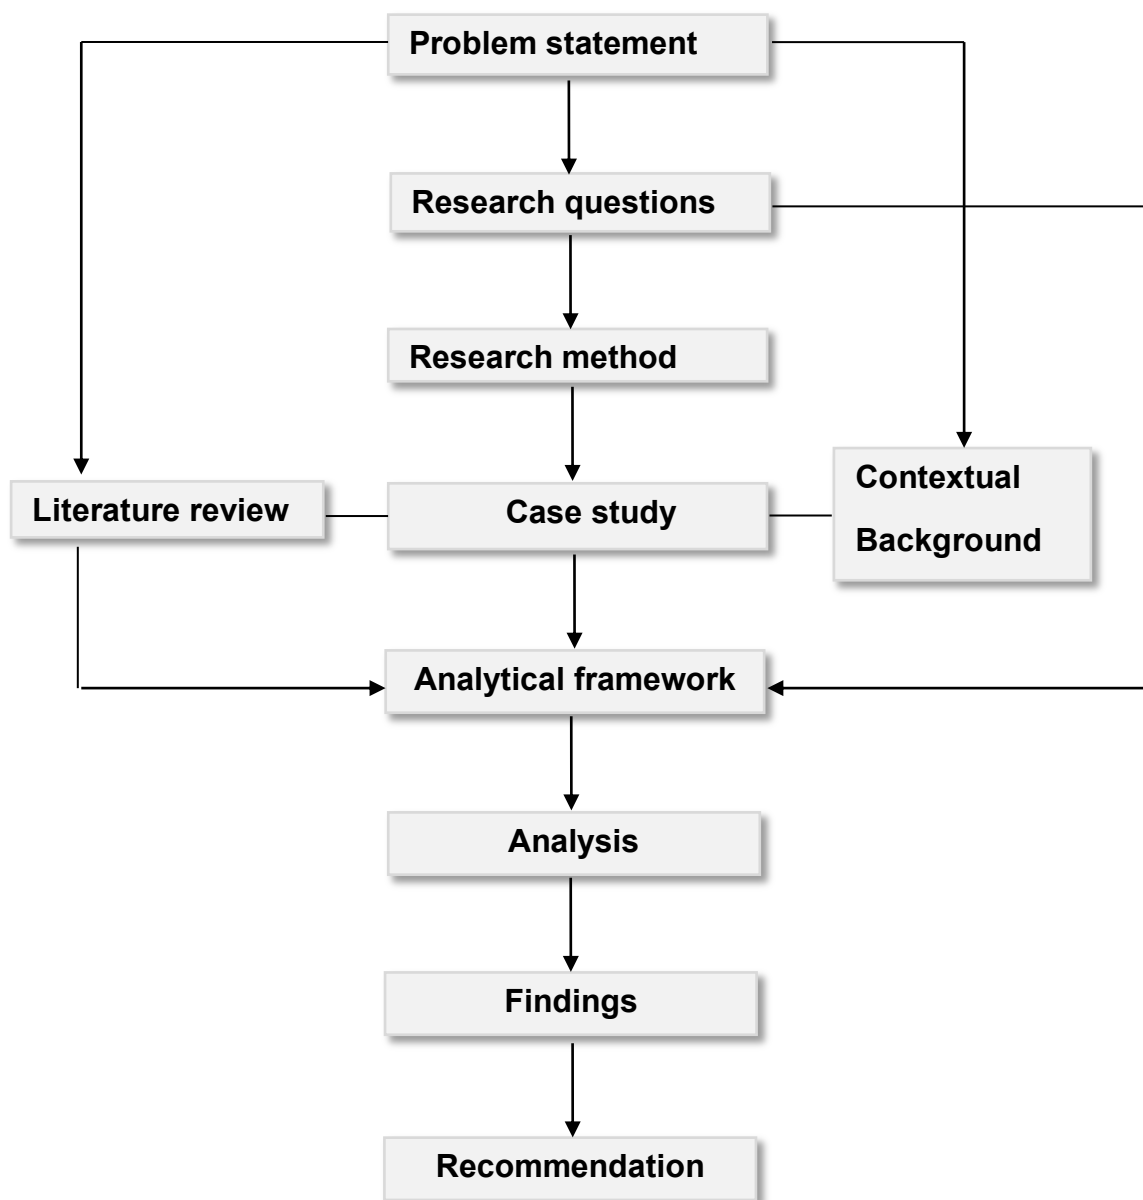 Problem statement
Research questions
Research method
Literature review
Case study
Contextual
Background
Analytical framework
Analysis
Findings
Recommendation